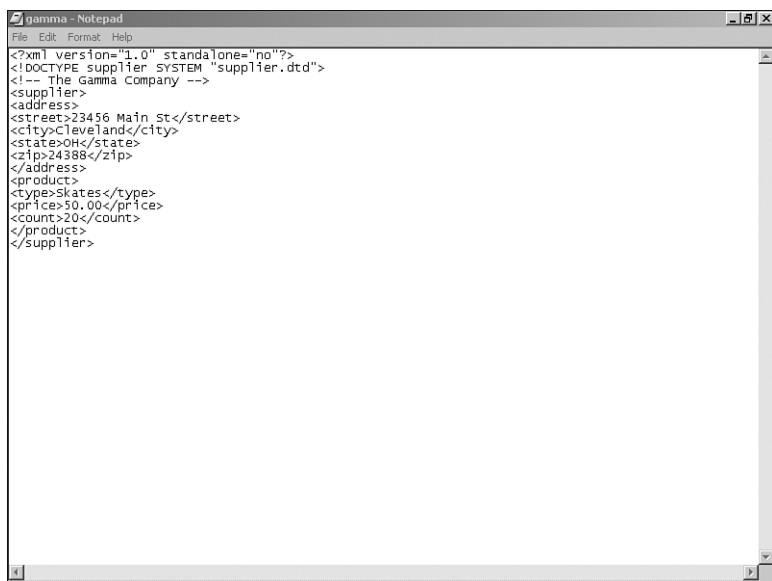 gamma - Notepad
File Edit Format Help
<?xml version="1.0" standalone="no"?>
<!DOCTYPE supplier SYSTEM "supplier.dtd">
<!-- The Gamma Company -->
<supplier>
<address>
<street>23456 Main St</street>
<city>Cleveland</city>
<state>OH</state>
<zip>24388</zip>
</address>
<product>
<type>Skates</type>
<price>50.00</price>
<count>20</count>
</product>
</supplier>